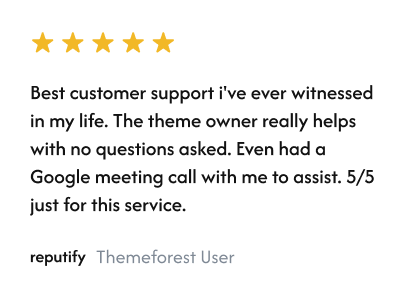 Best customer support i've ever witnessed
in my life. The theme owner really helps
with no questions asked. Even had a
Google meeting call with me to assist. 5/5
just for this service.
reputify Themeforest User